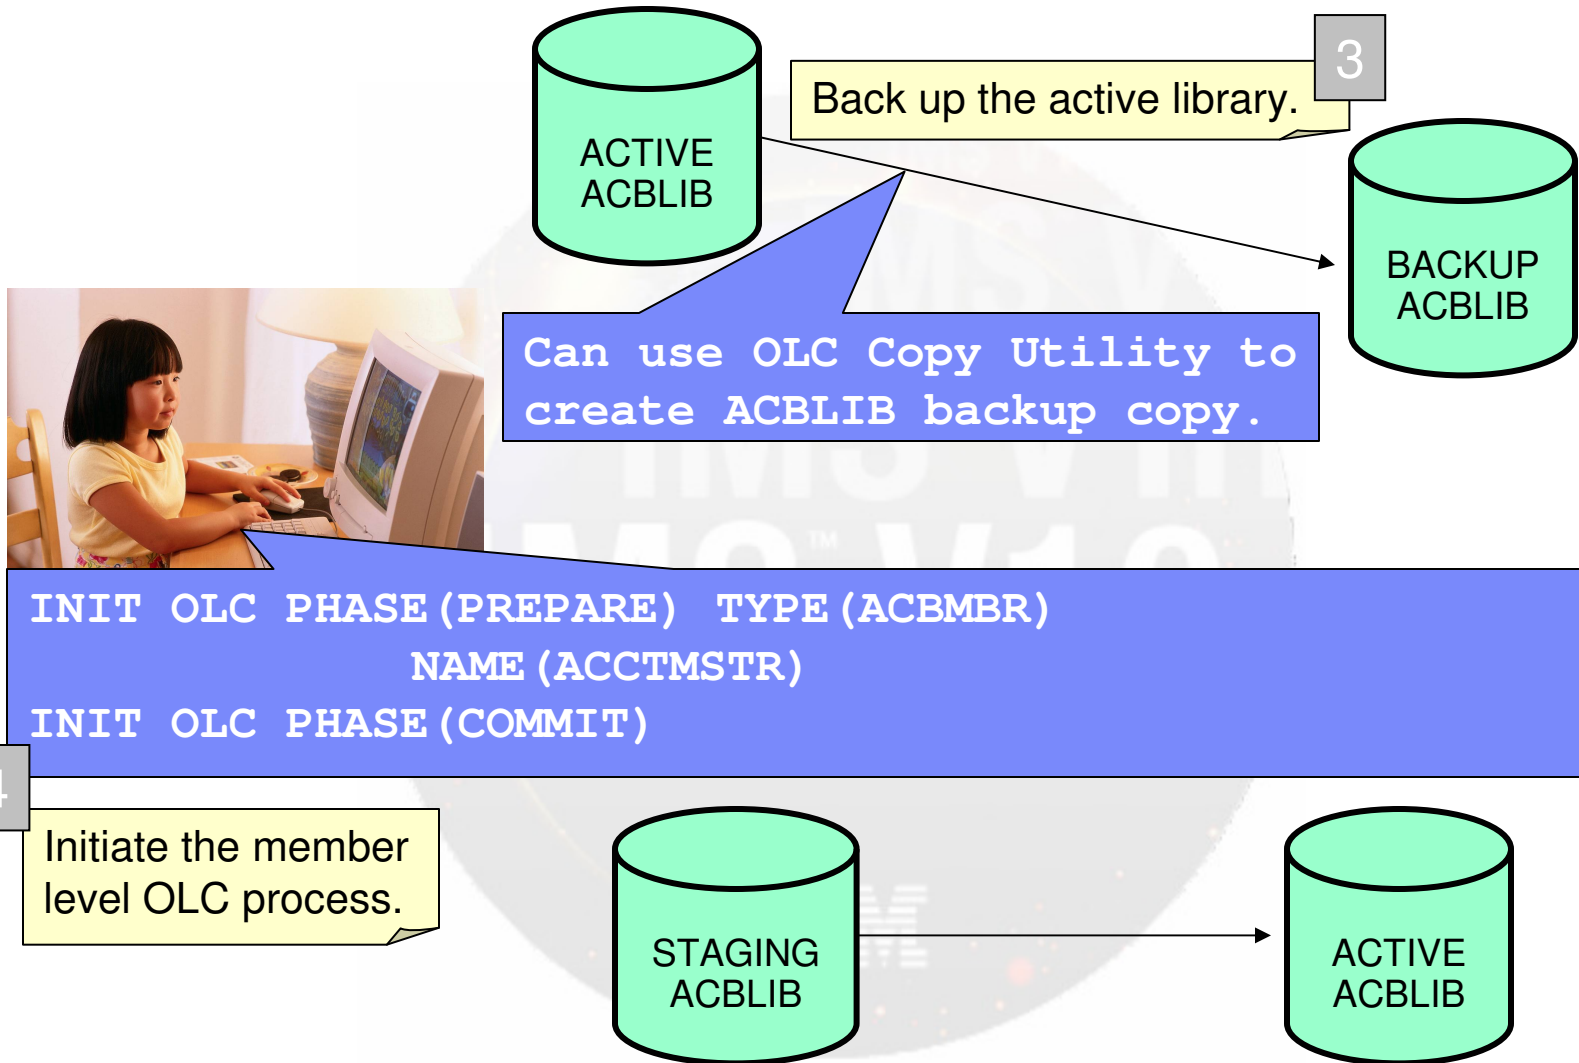 3
Back up the active library.
ACTIVE
ACBLIB
BACKUP
ACBLIB
Can use OLC Copy Utility to
create ACBLIB backup copy.
INIT OLC PHASE(PREPARE) TYPE(ACBMBR)
NAME(ACCTMSTR)
INIT OLC PHASE(COMMIT)
4
Initiate the member
level OLC process.
STAGING
ACBLIB
ACTIVE
ACBLIB